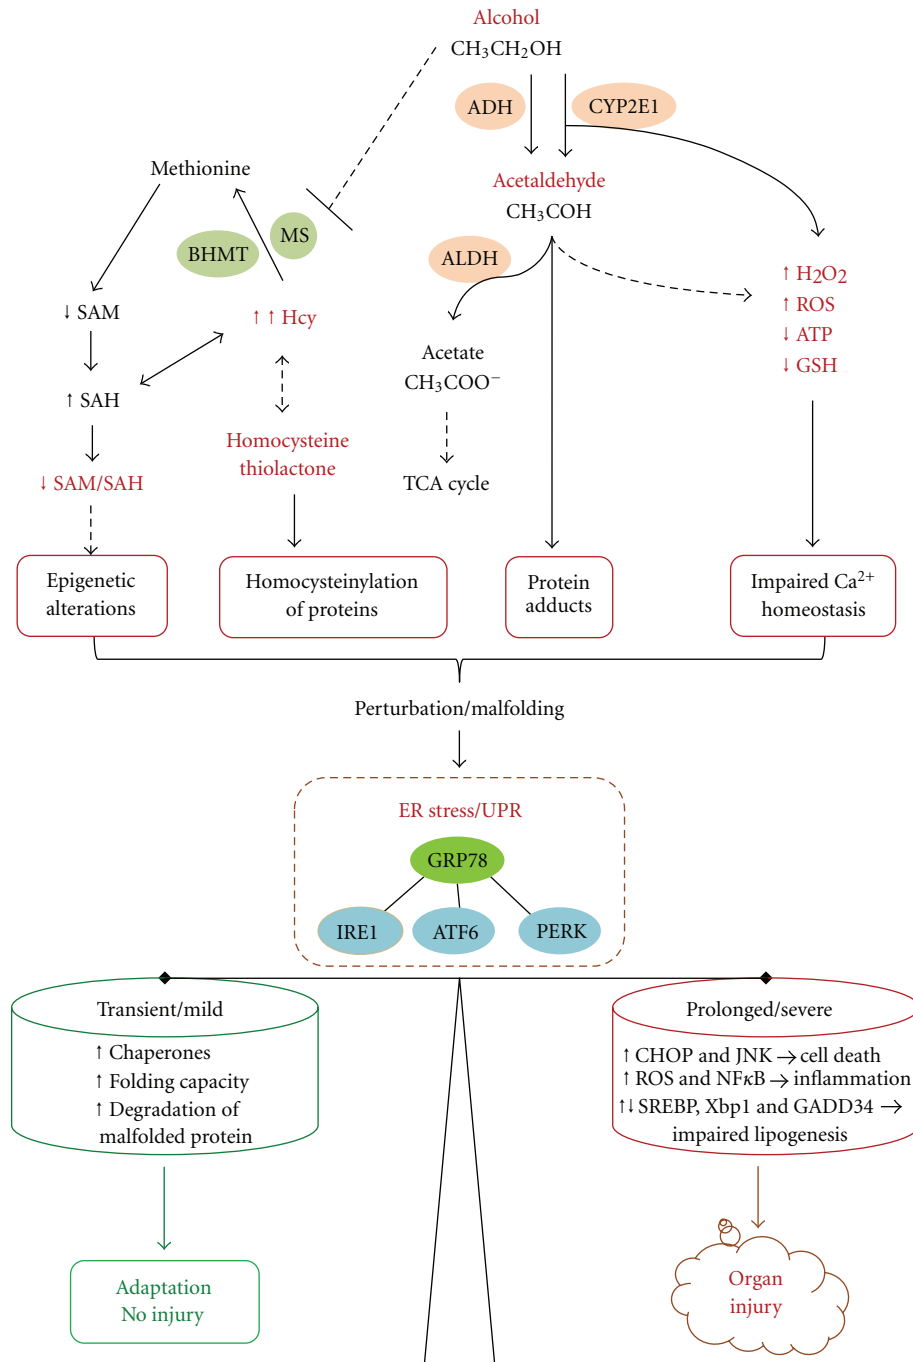 Alcohol
CH₃CH₂OH
ADH
CYP2E1
Methionine
Acetaldehyde
CH₃COH
MS
BHMT
ALDH
↑ H₂O₂
↑ ROS
↓ ATP
↓ GSH
↓ SAM
↑ ↑ Hcy
Acetate
CH₃COO⁻
↑ SAH
Homocysteine
thiolactone
↓ SAM/SAH
TCA cycle
Epigenetic
alterations
Homocysteinylation
of proteins
Protein
adducts
Impaired Ca²⁺
homeostasis
Perturbation/malfolding
ER stress/UPR
GRP78
IRE1
ATF6
PERK
Transient/mild
↑ Chaperones
↑ Folding capacity
↑ Degradation of
malfolded protein
Prolonged/severe
↑ CHOP and JNK → cell death
↑ ROS and NFκB → inflammation
↑↓ SREBP, Xbp1 and GADD34 →
impaired lipogenesis
Adaptation
No injury
Organ
injury